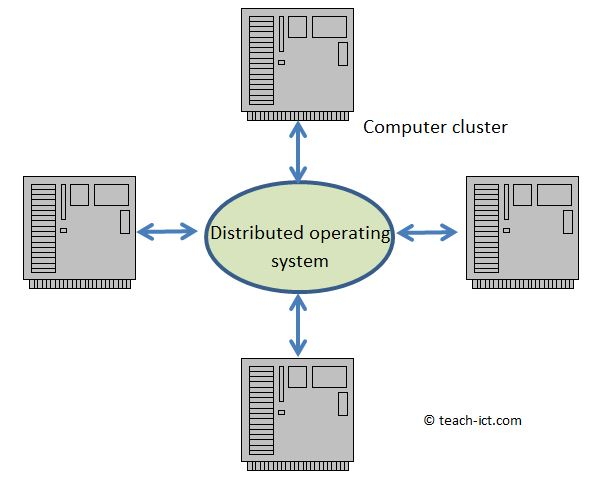 Computer cluster
Distributed operating
system
© teach-ict.com